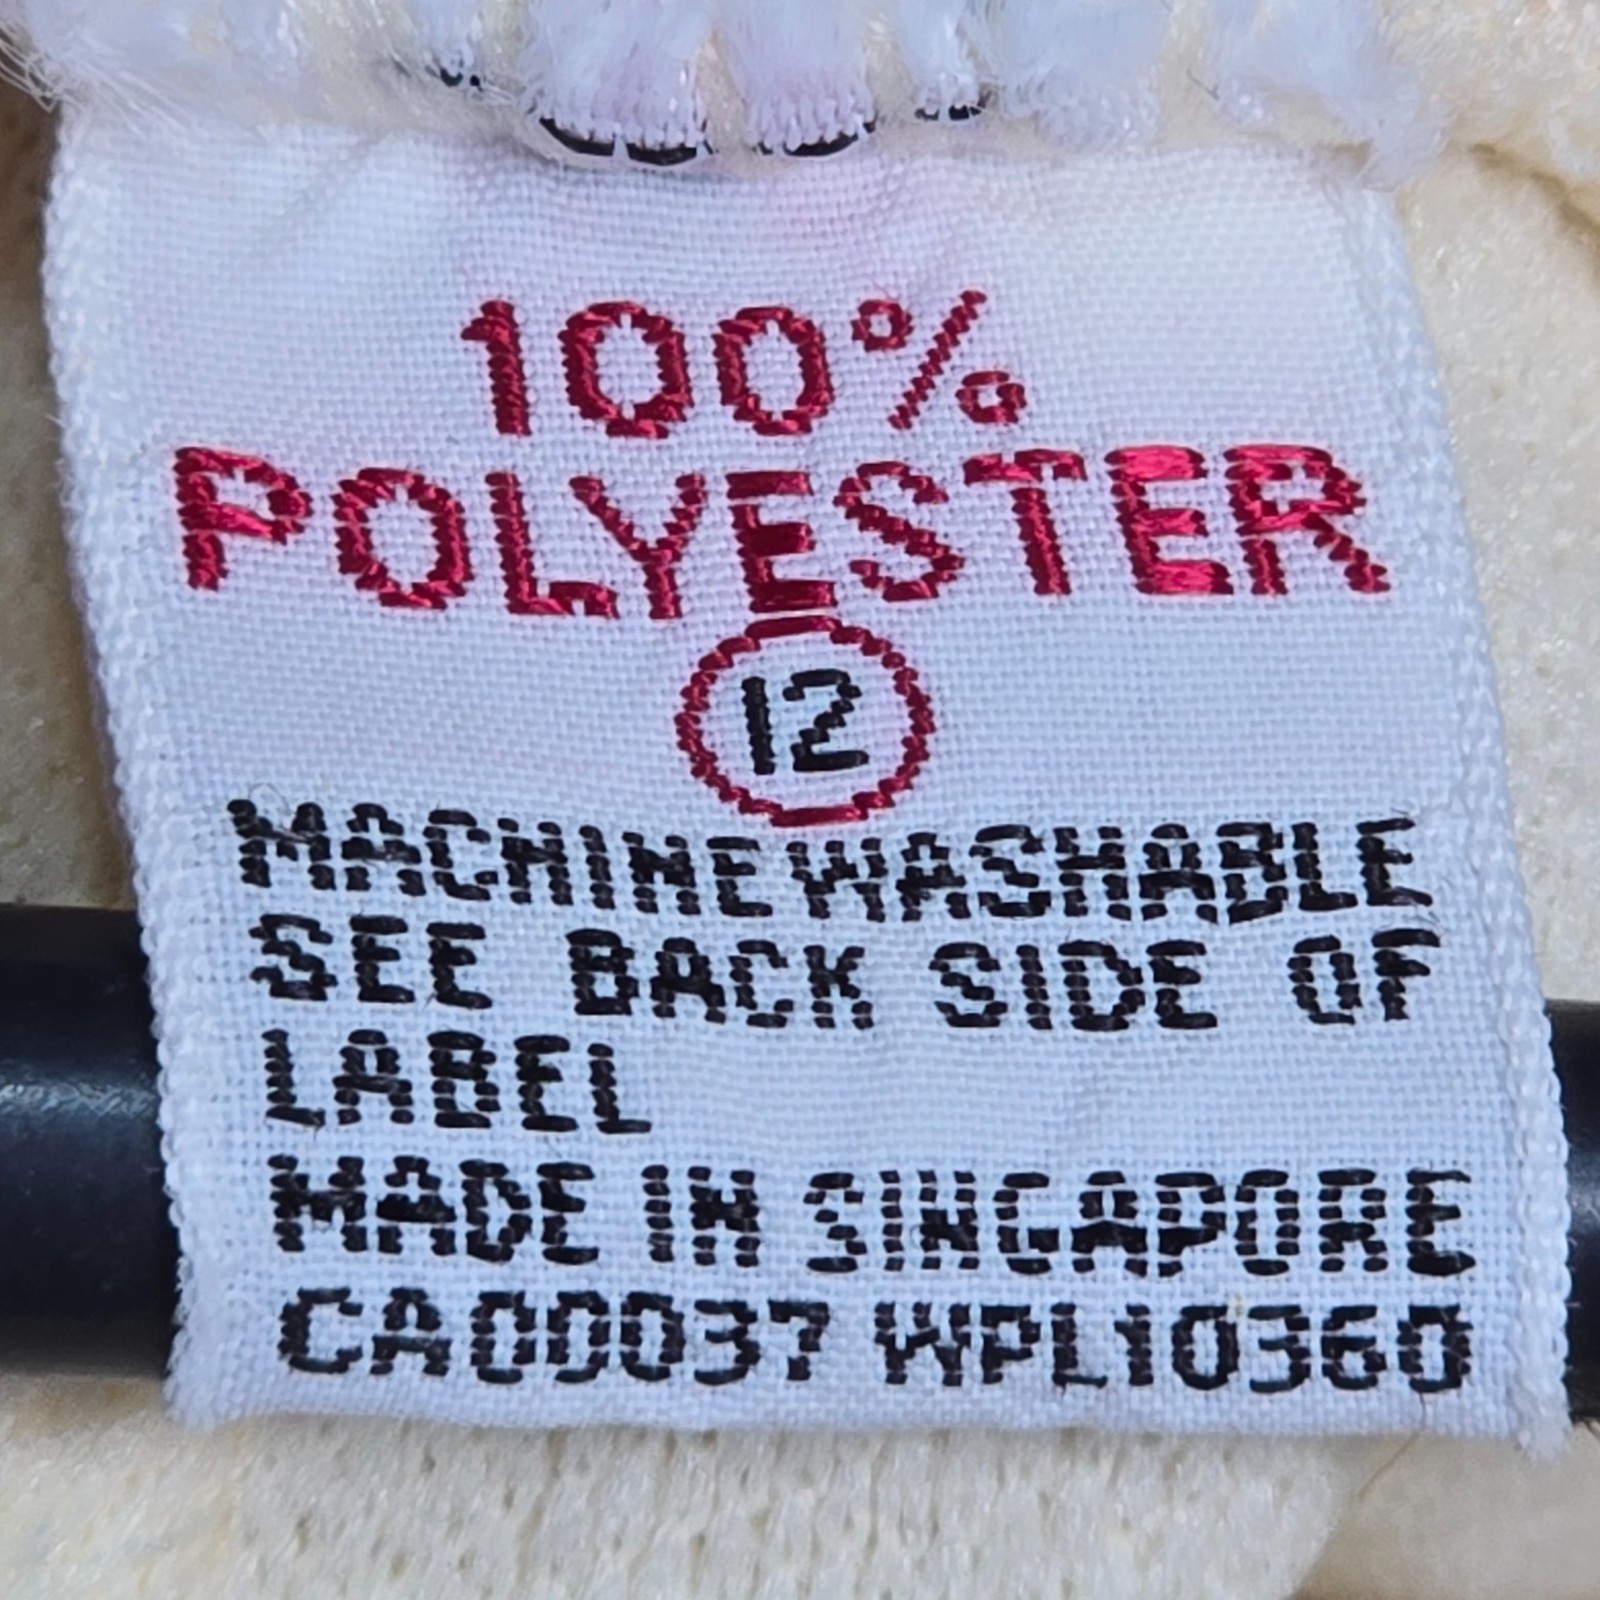 100%
POLYESTER
12
MACHINE WASHABLE
SEE BACK SIDE OF
LABEL
MADE IN SINGAPORE
CA00037 WPL10360